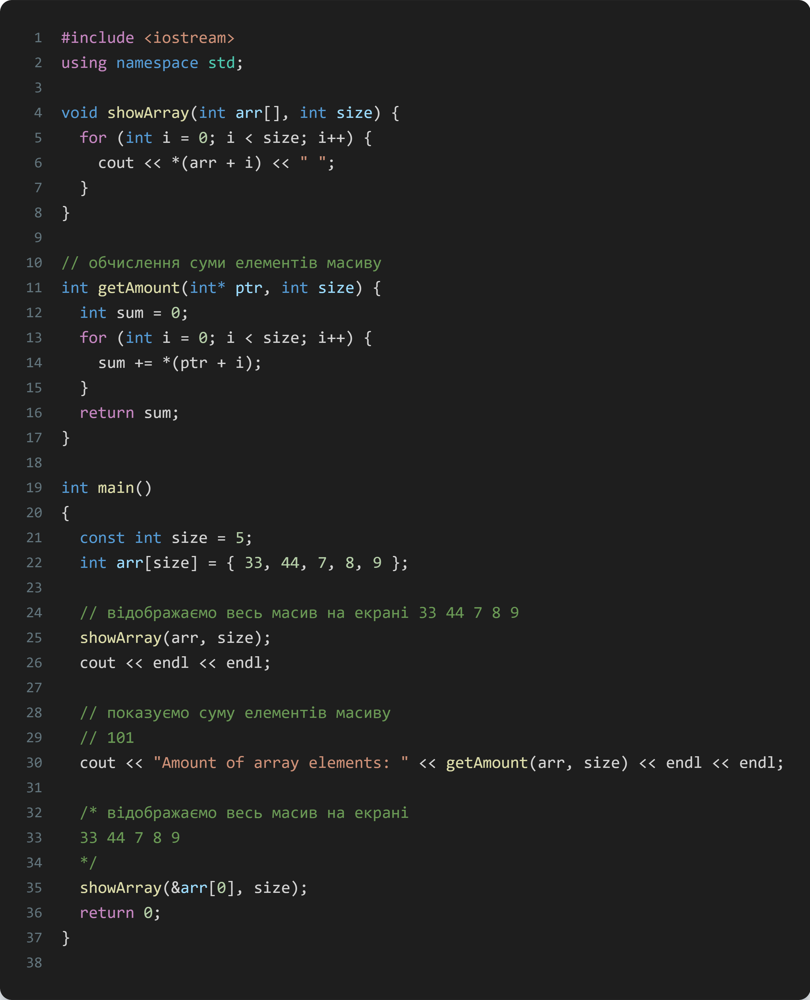 1 #include <iostream>
2 using namespace std;
3
4 void showArray(int arr[], int size) {
5   for (int i = 0; i < size; i++) {
6     cout << *(arr + i) << " ";
7   }
8 }
9
10 // обчислення суми елементів масиву
11 int getAmount(int* ptr, int size) {
12   int sum = 0;
13   for (int i = 0; i < size; i++) {
14     sum += *(ptr + i);
15   }
16   return sum;
17 }
18
19 int main()
20 {
21   const int size = 5;
22   int arr[size] = { 33, 44, 7, 8, 9 };
23
24   // відображаємо весь масив на екрані 33 44 7 8 9
25   showArray(arr, size);
26   cout << endl << endl;
27
28   // показуємо суму елементів масиву
29   // 101
30   cout << "Amount of array elements: " << getAmount(arr, size) << endl << endl;
31
32   /* відображаємо весь масив на екрані
33   33 44 7 8 9
34   */
35   showArray(&arr[0], size);
36   return 0;
37 }
38